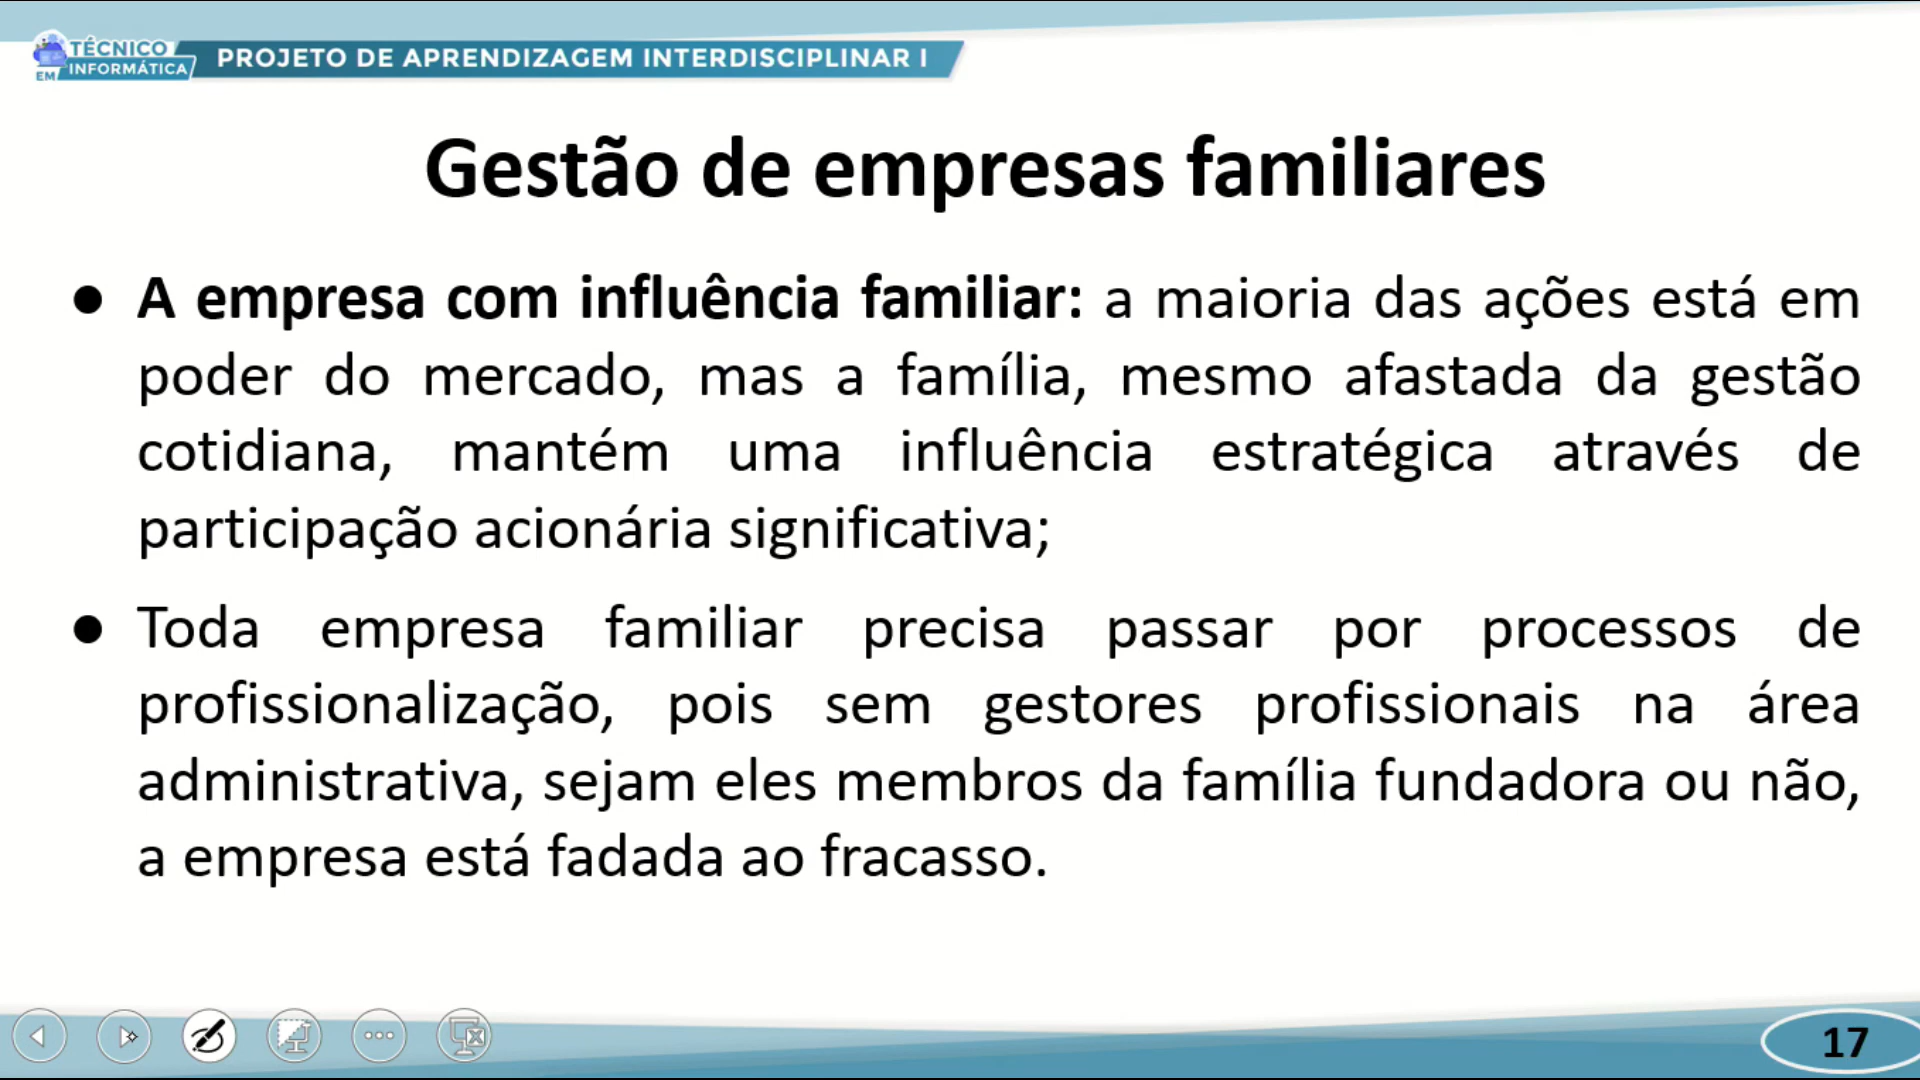 TÉCNICO
EM INFORMÁTICA
PROJETO DE APRENDIZAGEM INTERDISCIPLINAR I
Gestão de empresas familiares
● A empresa com influência familiar: a maioria das ações está em
poder do mercado, mas a família, mesmo afastada da gestão
cotidiana, mantém uma influência estratégica através de
participação acionária significativa;
● Toda empresa familiar precisa passar por processos de
profissionalização, pois sem gestores profissionais na área
administrativa, sejam eles membros da família fundadora ou não,
a empresa está fadada ao fracasso.
17